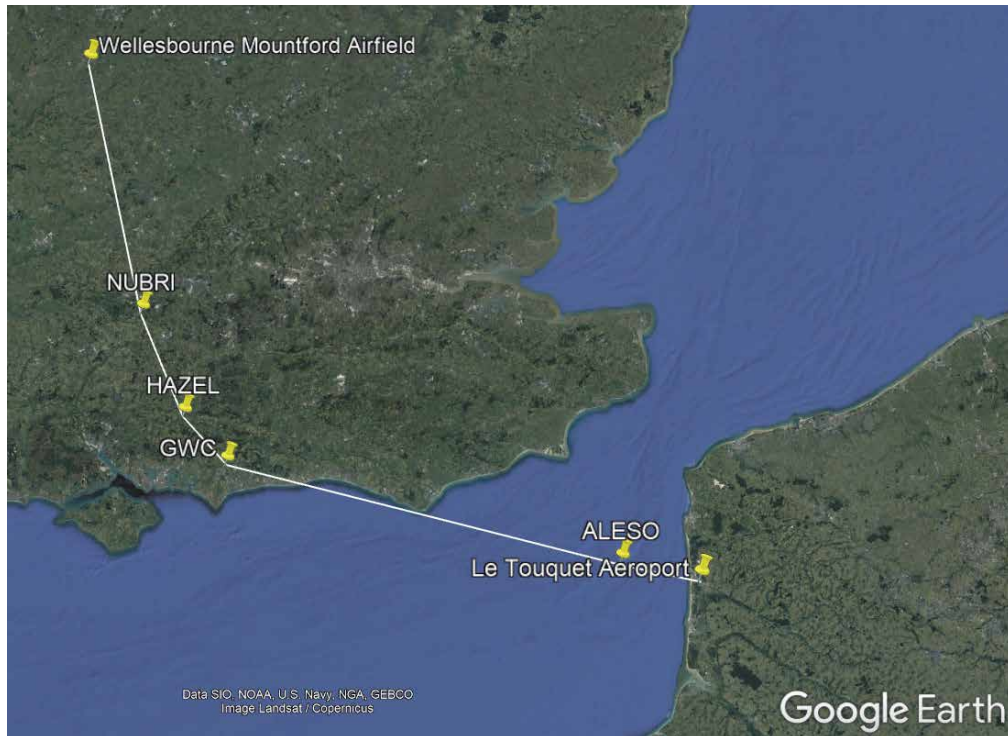 Wellesbourne Mountford Airfield
NUBRI
HAZEL
GWC
ALESO
Le Touquet Aéroport
Data SIO, NOAA, U.S. Navy, NGA, GEBCO
Image Landsat / Copernicus
Google Earth